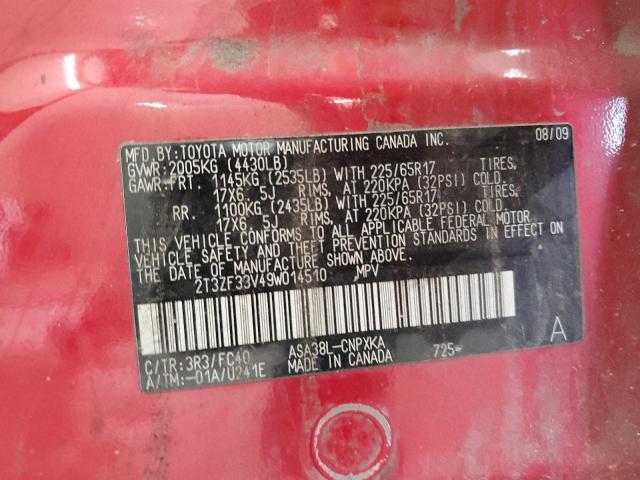 MFD.BY:TOYOTA MOTOR MANUFACTURING CANADA INC. 08/09
GVWR:2005KG (4430LB)
GAWR:FRT. 1145KG (2535LB) WITH 225/65R17 TIRES,
17X6.5J RIMS, AT 220KPA (32PSI) COLD.
RR. 1100KG (2435LB) WITH 225/65R17 TIRES,
17X6.5J RIMS, AT 220KPA (32PSI) COLD.
THIS VEHICLE CONFORMS TO ALL APPLICABLE FEDERAL MOTOR
VEHICLE SAFETY AND THEFT PREVENTION STANDARDS IN EFFECT ON
THE DATE OF MANUFACTURE SHOWN ABOVE.
2T3ZF33V49W014510 MPV
C/TR:3R3/FC40 ASA38L-CNPXKA 725-
A/TM:-01A/U241E MADE IN CANADA
A